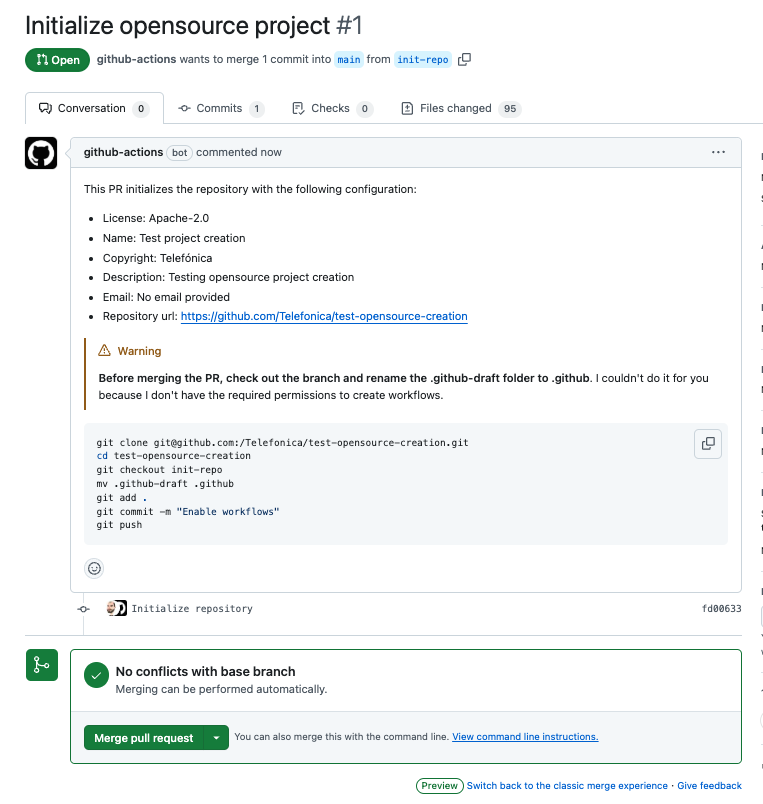 Initialize opensource project #1
Open github-actions wants to merge 1 commit into main from init-repo
Conversation 0 Commits 1 Checks 0 Files changed 95
github-actions bot commented now
This PR initializes the repository with the following configuration:
License: Apache-2.0
Name: Test project creation
Copyright: Telefónica
Description: Testing opensource project creation
Email: No email provided
Repository url: https://github.com/Telefonica/test-opensource-creation
Warning
Before merging the PR, check out the branch and rename the .github-draft folder to .github. I couldn't do it for you
because I don't have the required permissions to create workflows.
git clone git@github.com:/Telefonica/test-opensource-creation.git
cd test-opensource-creation
git checkout init-repo
mv .github-draft .github
git add .
git commit -m "Enable workflows"
git push
Initialize repository fd00633
No conflicts with base branch
Merging can be performed automatically.
Merge pull request You can also merge this with the command line. View command line instructions.
Preview Switch back to the classic merge experience · Give feedback